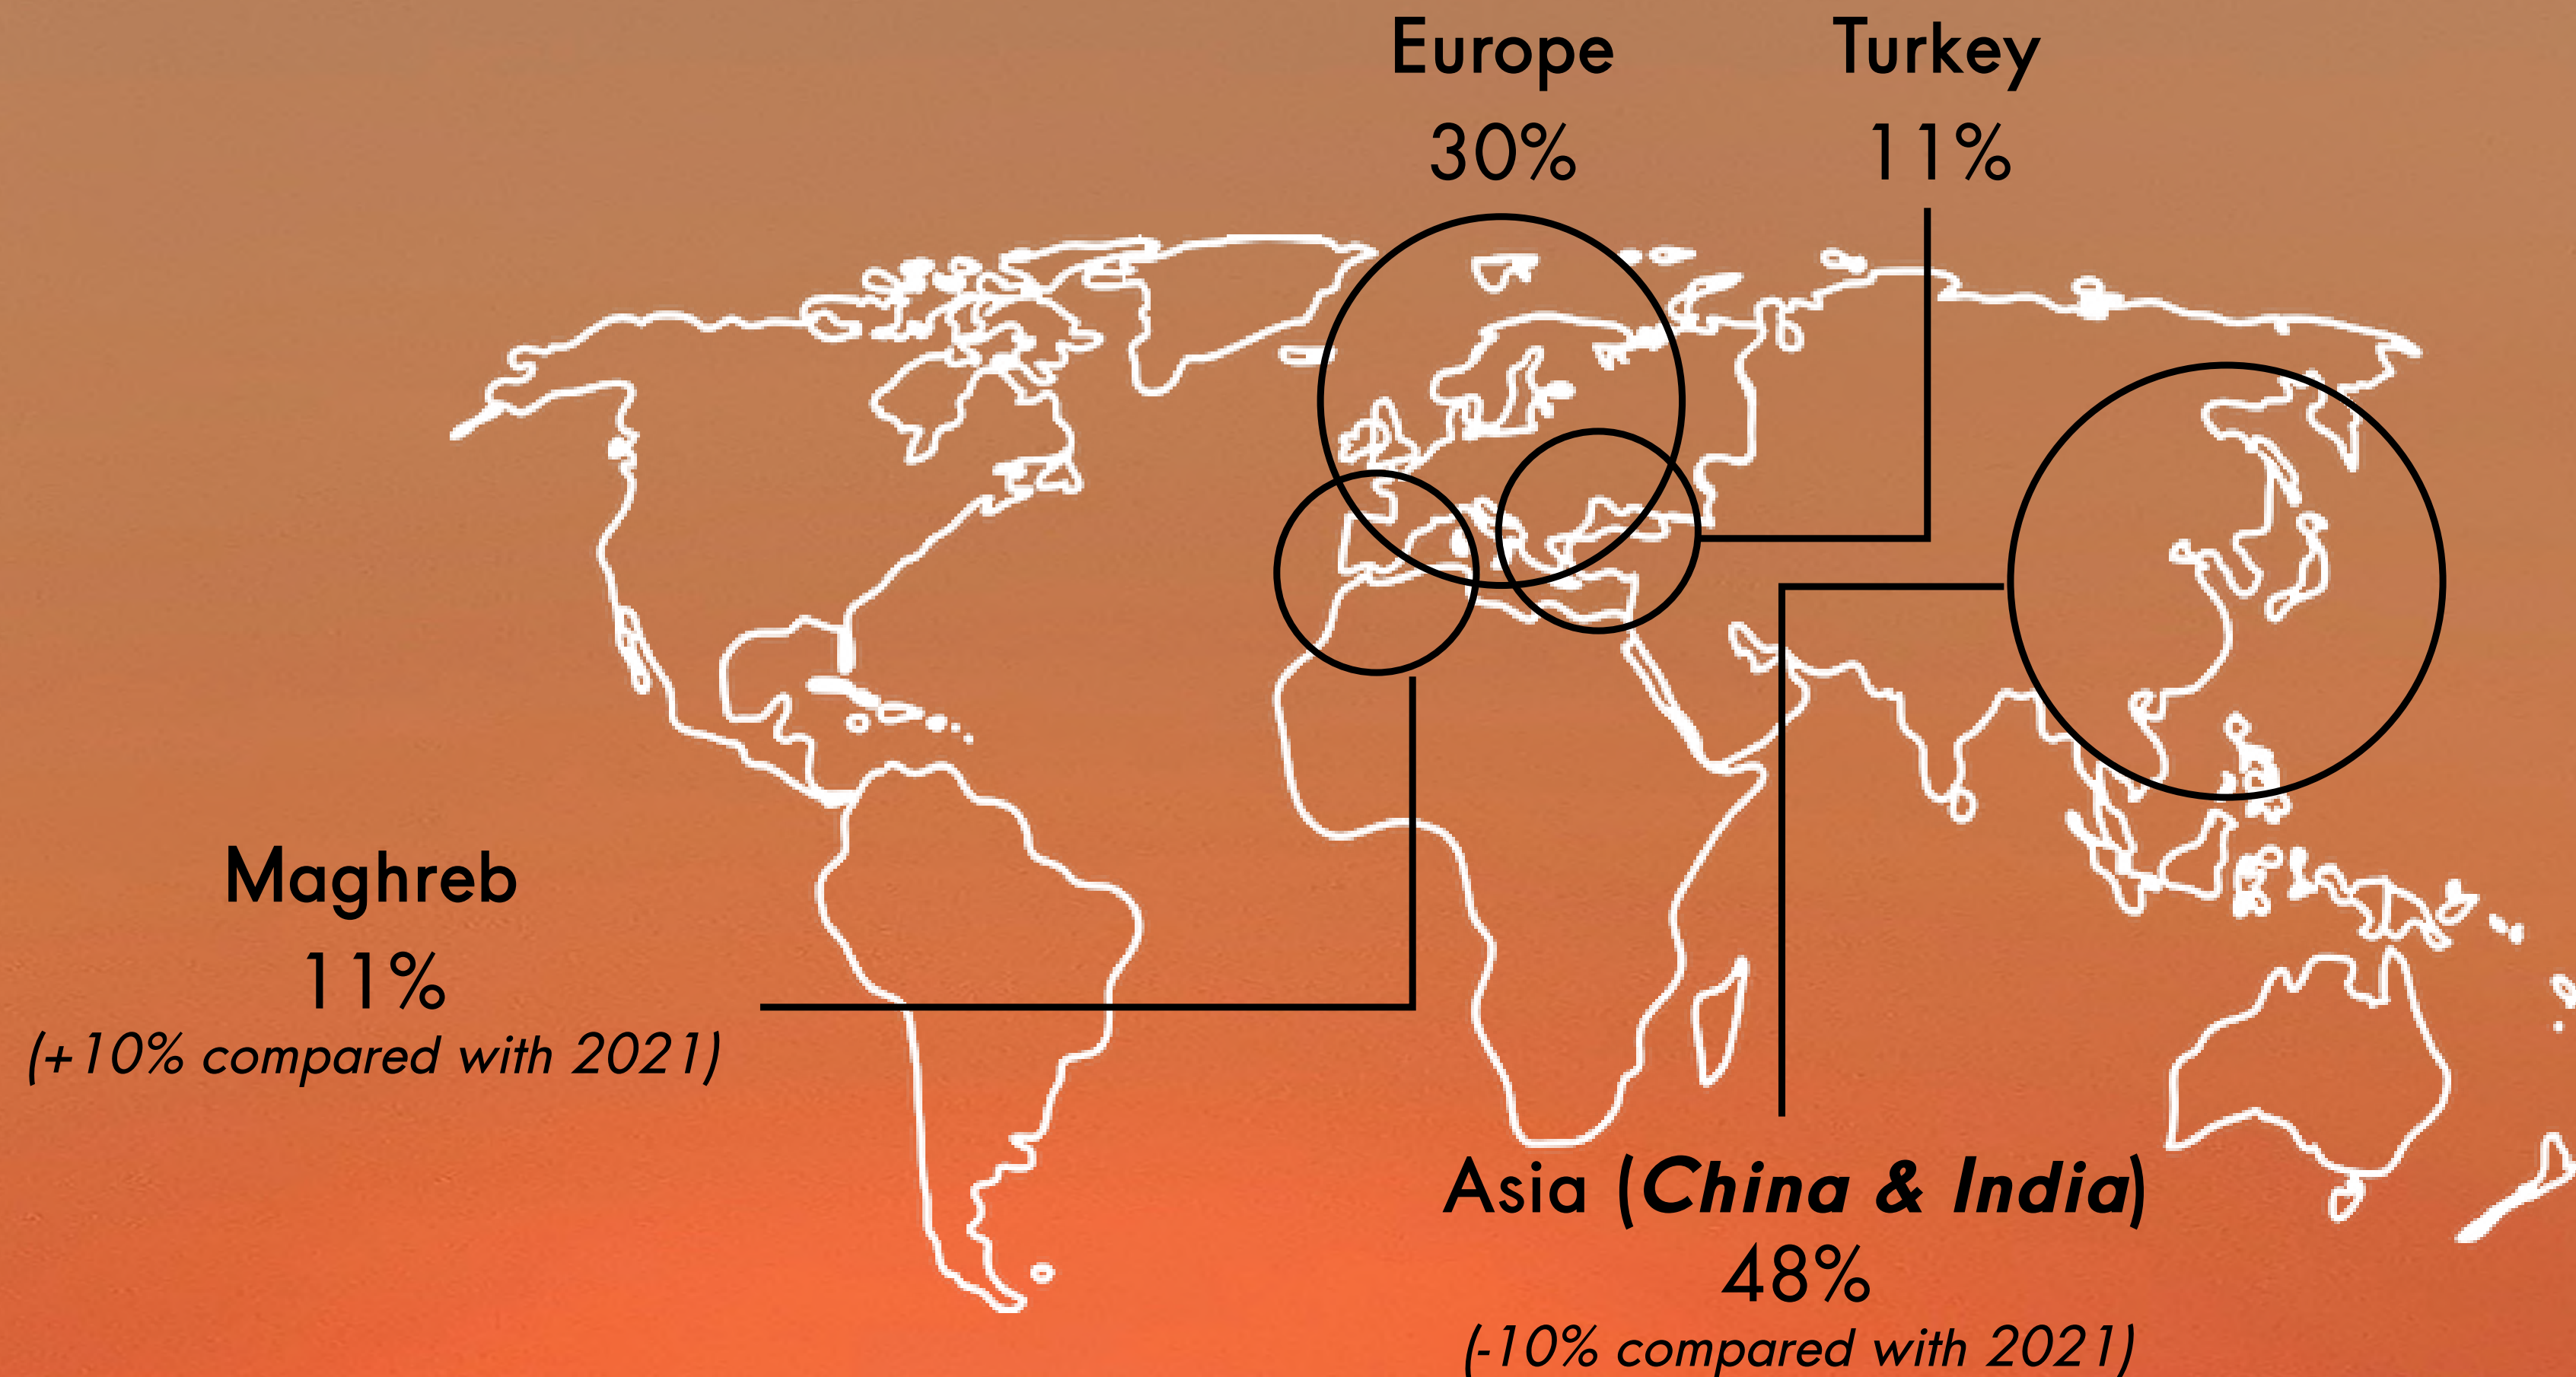 Europe
30%
Turkey
11%
Maghreb
11%
(+10% compared with 2021)
Asia (China & India)
48%
(-10% compared with 2021)